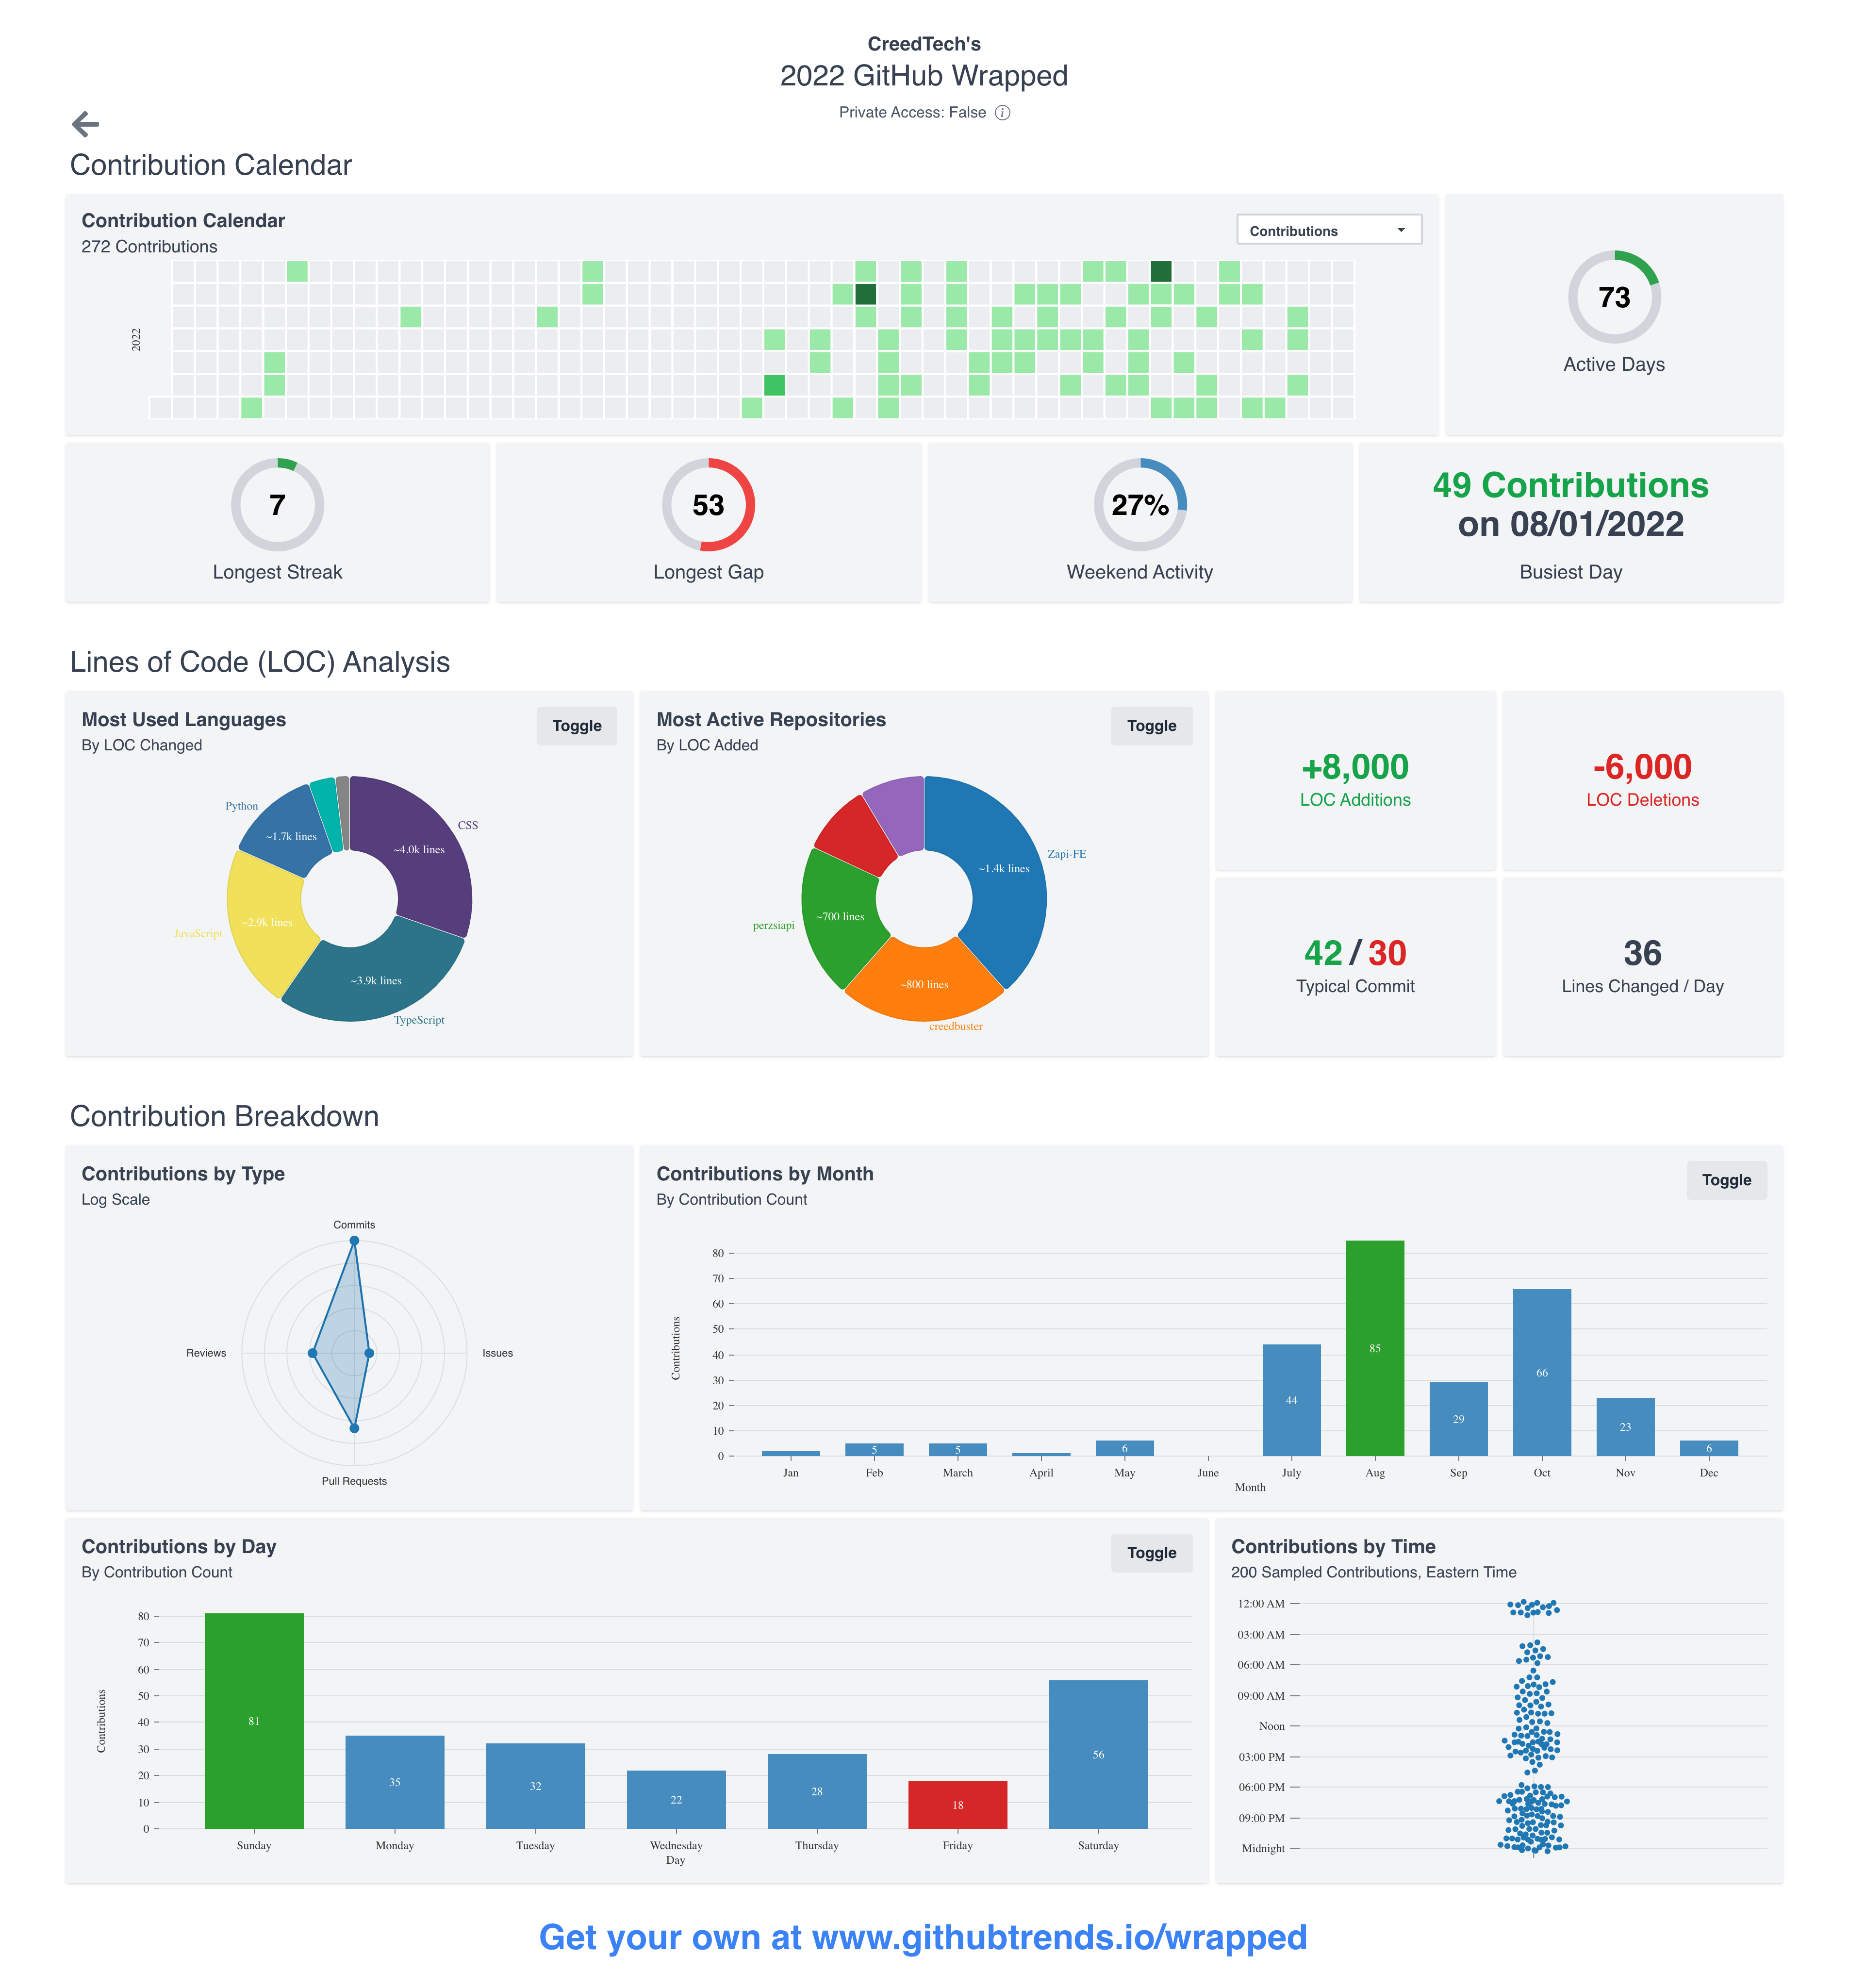 CreedTech's
2022 GitHub Wrapped
Private Access: False
Contribution Calendar
Contribution Calendar
272 Contributions
Contributions
2022
73
Active Days
7
Longest Streak
53
Longest Gap
27%
Weekend Activity
49 Contributions
on 08/01/2022
Busiest Day
Lines of Code (LOC) Analysis
Most Used Languages
By LOC Changed
Toggle
Python
~1.7k lines
CSS
~4.0k lines
JavaScript
~2.9k lines
~3.9k lines
TypeScript
Most Active Repositories
By LOC Added
Toggle
Zapi-FE
~1.4k lines
perzsiapi
~700 lines
~800 lines
creedbuster
+8,000
LOC Additions
-6,000
LOC Deletions
42 / 30
Typical Commit
36
Lines Changed / Day
Contribution Breakdown
Contributions by Type
Log Scale
Commits
Reviews
Issues
Pull Requests
Contributions by Month
By Contribution Count
Toggle
Contributions
80
70
60
50
40
30
20
10
0
5
5
6
44
85
29
66
23
6
Jan Feb March April May June July Aug Sep Oct Nov Dec
Month
Contributions by Day
By Contribution Count
Toggle
Contributions
80
70
60
50
40
30
20
10
0
81
35
32
22
28
18
56
Sunday Monday Tuesday Wednesday Thursday Friday Saturday
Day
Contributions by Time
200 Sampled Contributions, Eastern Time
12:00 AM
03:00 AM
06:00 AM
09:00 AM
Noon
03:00 PM
06:00 PM
09:00 PM
Midnight
Get your own at www.githubtrends.io/wrapped